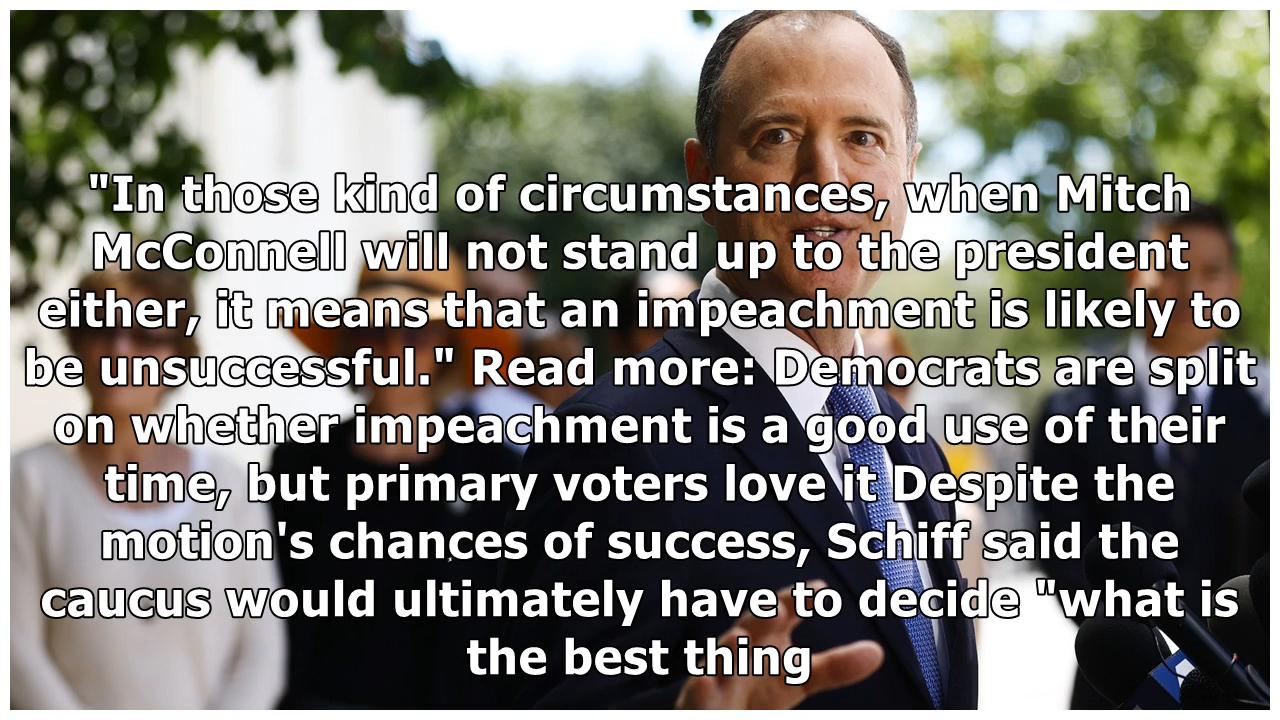 "In those kind of circumstances, when Mitch
McConnell will not stand up to the president
either, it means that an impeachment is likely to
be unsuccessful." Read more: Democrats are split
on whether impeachment is a good use of their
time, but primary voters love it Despite the
motion's chances of success, Schiff said the
caucus would ultimately have to decide "what is
the best thing